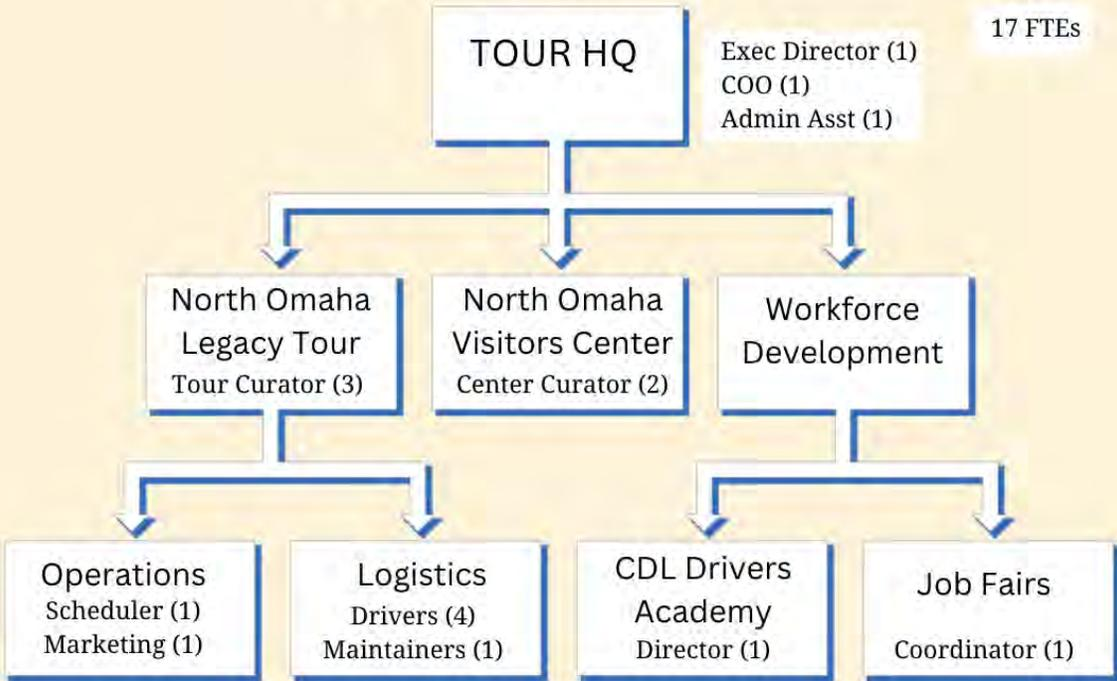 TOUR HQ
Exec Director (1)
COO (1)
Admin Asst (1)
17 FTEs
North Omaha
Legacy Tour
Tour Curator (3)
North Omaha
Visitors Center
Center Curator (2)
Workforce
Development
Operations
Scheduler (1)
Marketing (1)
Logistics
Drivers (4)
Maintainers (1)
CDL Drivers
Academy
Director (1)
Job Fairs
Coordinator (1)